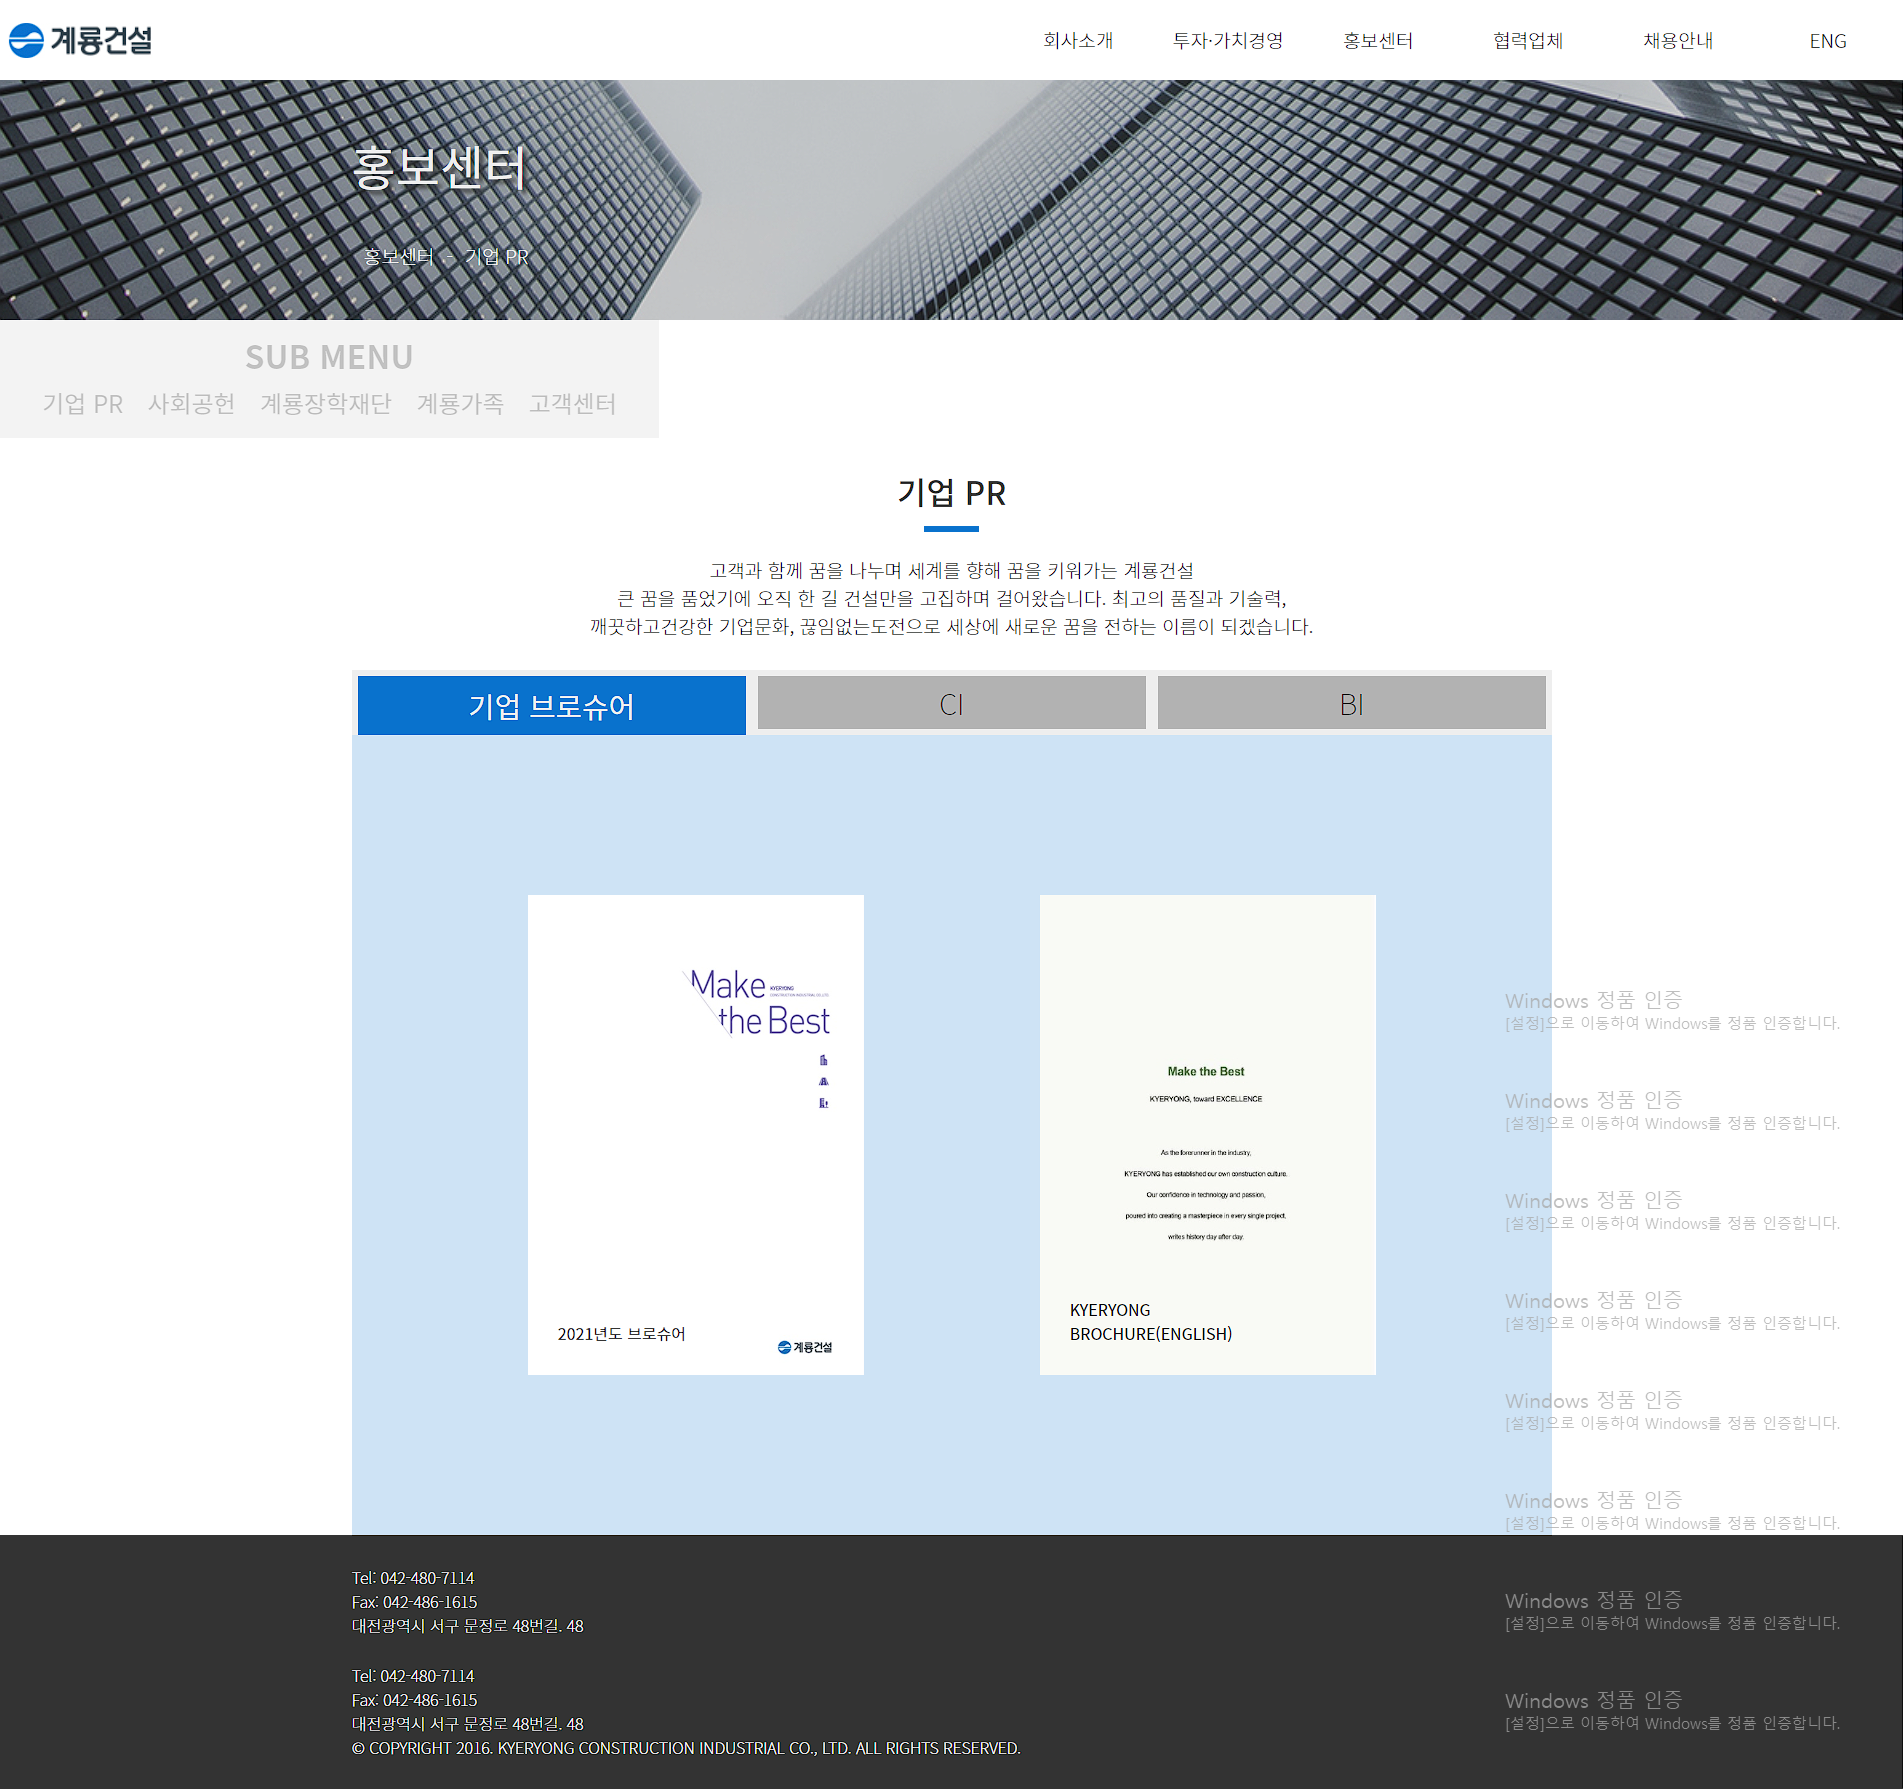 계룡건설
회사소개 투자·가치경영 홍보센터 협력업체 채용안내 ENG
홍보센터
홍보센터 - 기업 PR
SUB MENU
기업 PR 사회공헌 계룡장학재단 계룡가족 고객센터
기업 PR
고객과 함께 꿈을 나누며 세계를 향해 꿈을 키워가는 계룡건설
큰 꿈을 품었기에 오직 한 길 건설만을 고집하며 걸어왔습니다. 최고의 품질과 기술력,
깨끗하고건강한 기업문화, 끊임없는도전으로 세상에 새로운 꿈을 전하는 이름이 되겠습니다.
기업 브로슈어 CI BI
Make
KYERYONG
CONSTRUCTION INDUSTRIAL CO.,LTD.
the Best
2021년도 브로슈어
계룡건설
Make the Best
KYERYONG, toward EXCELLENCE
As the forerunner in the industry,
KYERYONG has established our own construction culture.
Our confidence in technology and passion,
poured into creating a masterpiece in every single project,
writes history day after day.
KYERYONG
BROCHURE(ENGLISH)
Windows 정품 인증
[설정]으로 이동하여 Windows를 정품 인증합니다.
Windows 정품 인증
[설정]으로 이동하여 Windows를 정품 인증합니다.
Windows 정품 인증
[설정]으로 이동하여 Windows를 정품 인증합니다.
Windows 정품 인증
[설정]으로 이동하여 Windows를 정품 인증합니다.
Windows 정품 인증
[설정]으로 이동하여 Windows를 정품 인증합니다.
Windows 정품 인증
[설정]으로 이동하여 Windows를 정품 인증합니다.
Tel: 042-480-7114
Fax: 042-486-1615
대전광역시 서구 문정로 48번길. 48
Windows 정품 인증
[설정]으로 이동하여 Windows를 정품 인증합니다.
Tel: 042-480-7114
Fax: 042-486-1615
대전광역시 서구 문정로 48번길. 48
© COPYRIGHT 2016. KYERYONG CONSTRUCTION INDUSTRIAL CO., LTD. ALL RIGHTS RESERVED.
Windows 정품 인증
[설정]으로 이동하여 Windows를 정품 인증합니다.